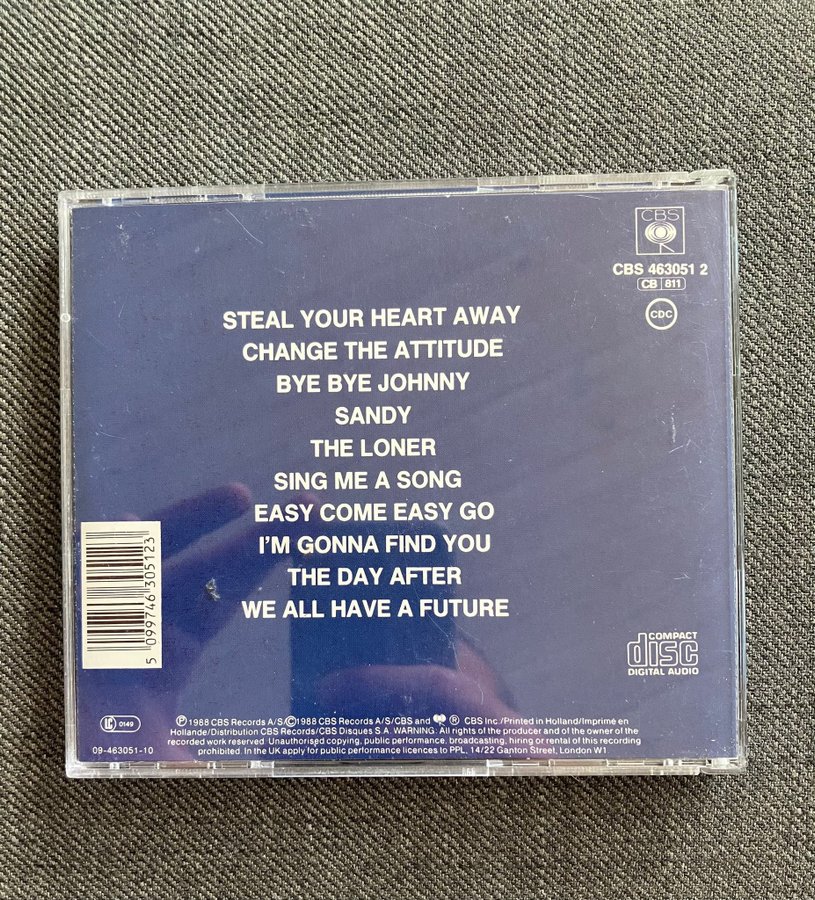 CBS
CBS 463051 2
CB 811
CDC
STEAL YOUR HEART AWAY
CHANGE THE ATTITUDE
BYE BYE JOHNNY
SANDY
THE LONER
SING ME A SONG
EASY COME EASY GO
I'M GONNA FIND YOU
THE DAY AFTER
WE ALL HAVE A FUTURE
5 099746 305123
COMPACT
disc
DIGITAL AUDIO
LC 0149
09-463051-10
℗1988 CBS Records A/S/©1988 CBS Records A/S/CBS and ® CBS Inc./Printed in Holland/Imprimé en
Hollande/Distribution CBS Records/CBS Disques S.A. WARNING: All rights of the producer and of the owner of the
recorded work reserved. Unauthorised copying, public performance, broadcasting, hiring or rental of this recording
prohibited. In the UK apply for public performance licences to PPL, 14/22 Ganton Street, London W1